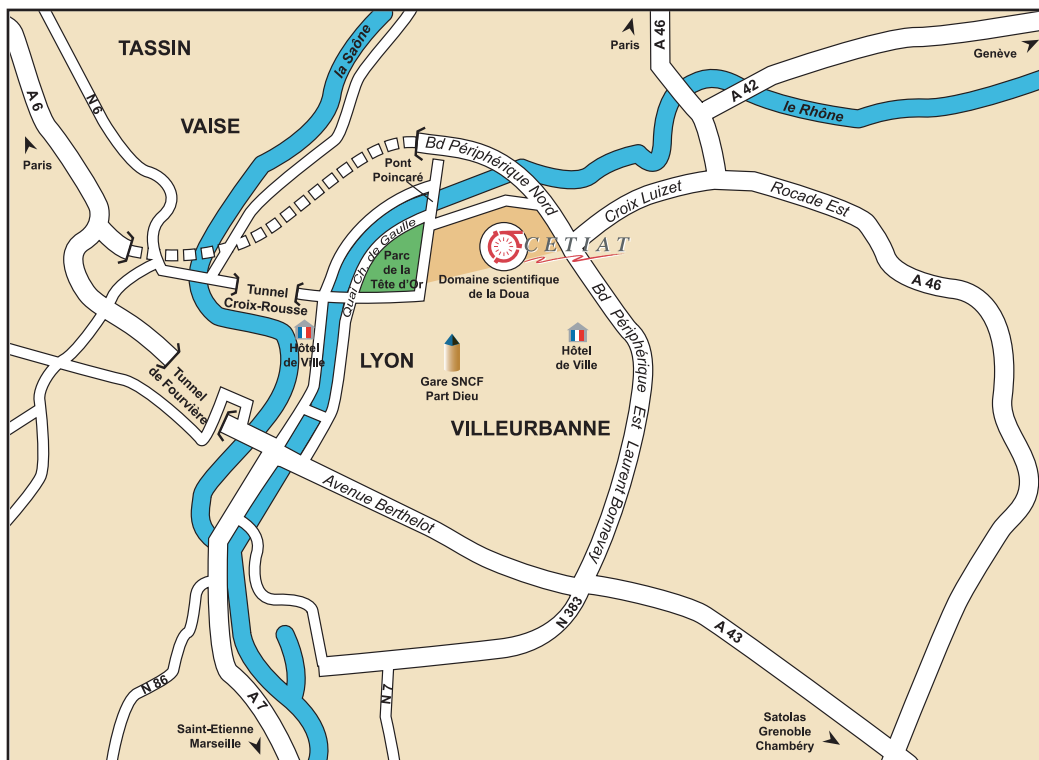 TASSIN
la Saône
Paris
A 46
Genève
A 6
N 6
A 42
le Rhône
VAISE
Paris
Bd Périphérique Nord
Pont
Poincaré
Croix Luizet
Rocade Est
Quai Ch. de Gaulle
CETIAT
Parc
de la
Tête d'Or
Domaine scientifique
de la Doua
A 46
Tunnel
Croix-Rousse
Bd Périphérique Est Laurent Bonnevay
Hôtel
de Ville
LYON
Hôtel
de Ville
Gare SNCF
Part Dieu
Tunnel
de Fourvière
VILLEURBANNE
Avenue Berthelot
N 383
A 43
N 86
A 7
N 7
Saint-Etienne
Marseille
Satolas
Grenoble
Chambéry